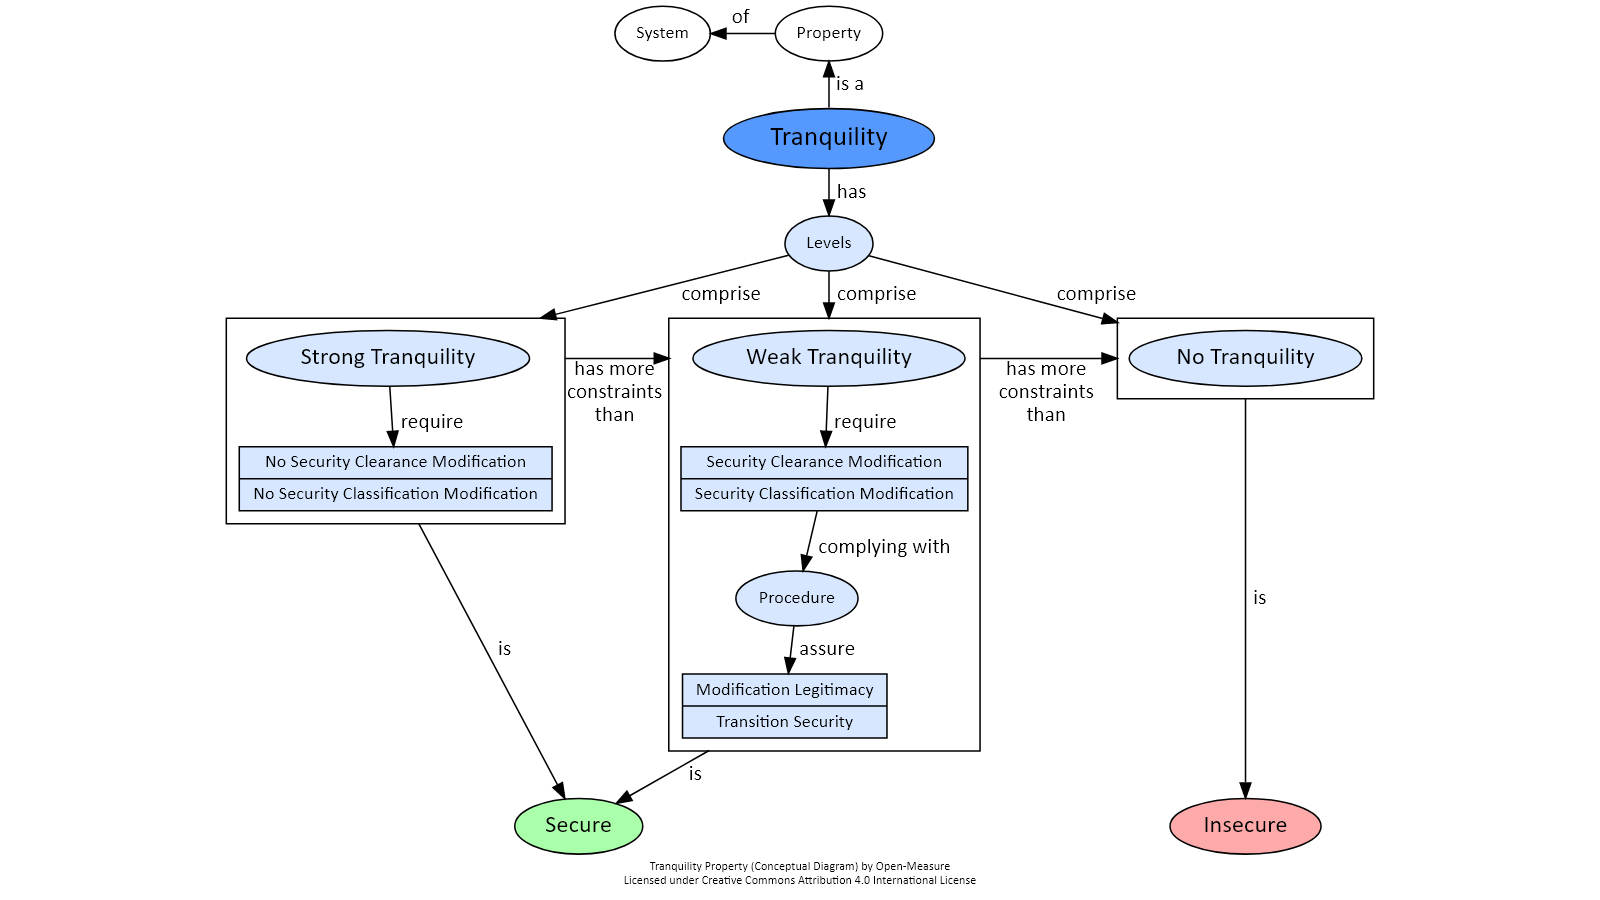 of
System
Property
is a
Tranquility
has
Levels
comprise
comprise
comprise
Strong Tranquility
has more
constraints
than
Weak Tranquility
has more
constraints
than
No Tranquility
require
require
No Security Clearance Modification
No Security Classification Modification
Security Clearance Modification
Security Classification Modification
complying with
Procedure
is
assure
is
Modification Legitimacy
Transition Security
is
Secure
Insecure
Tranquility Property (Conceptual Diagram) by Open-Measure
Licensed under Creative Commons Attribution 4.0 International License